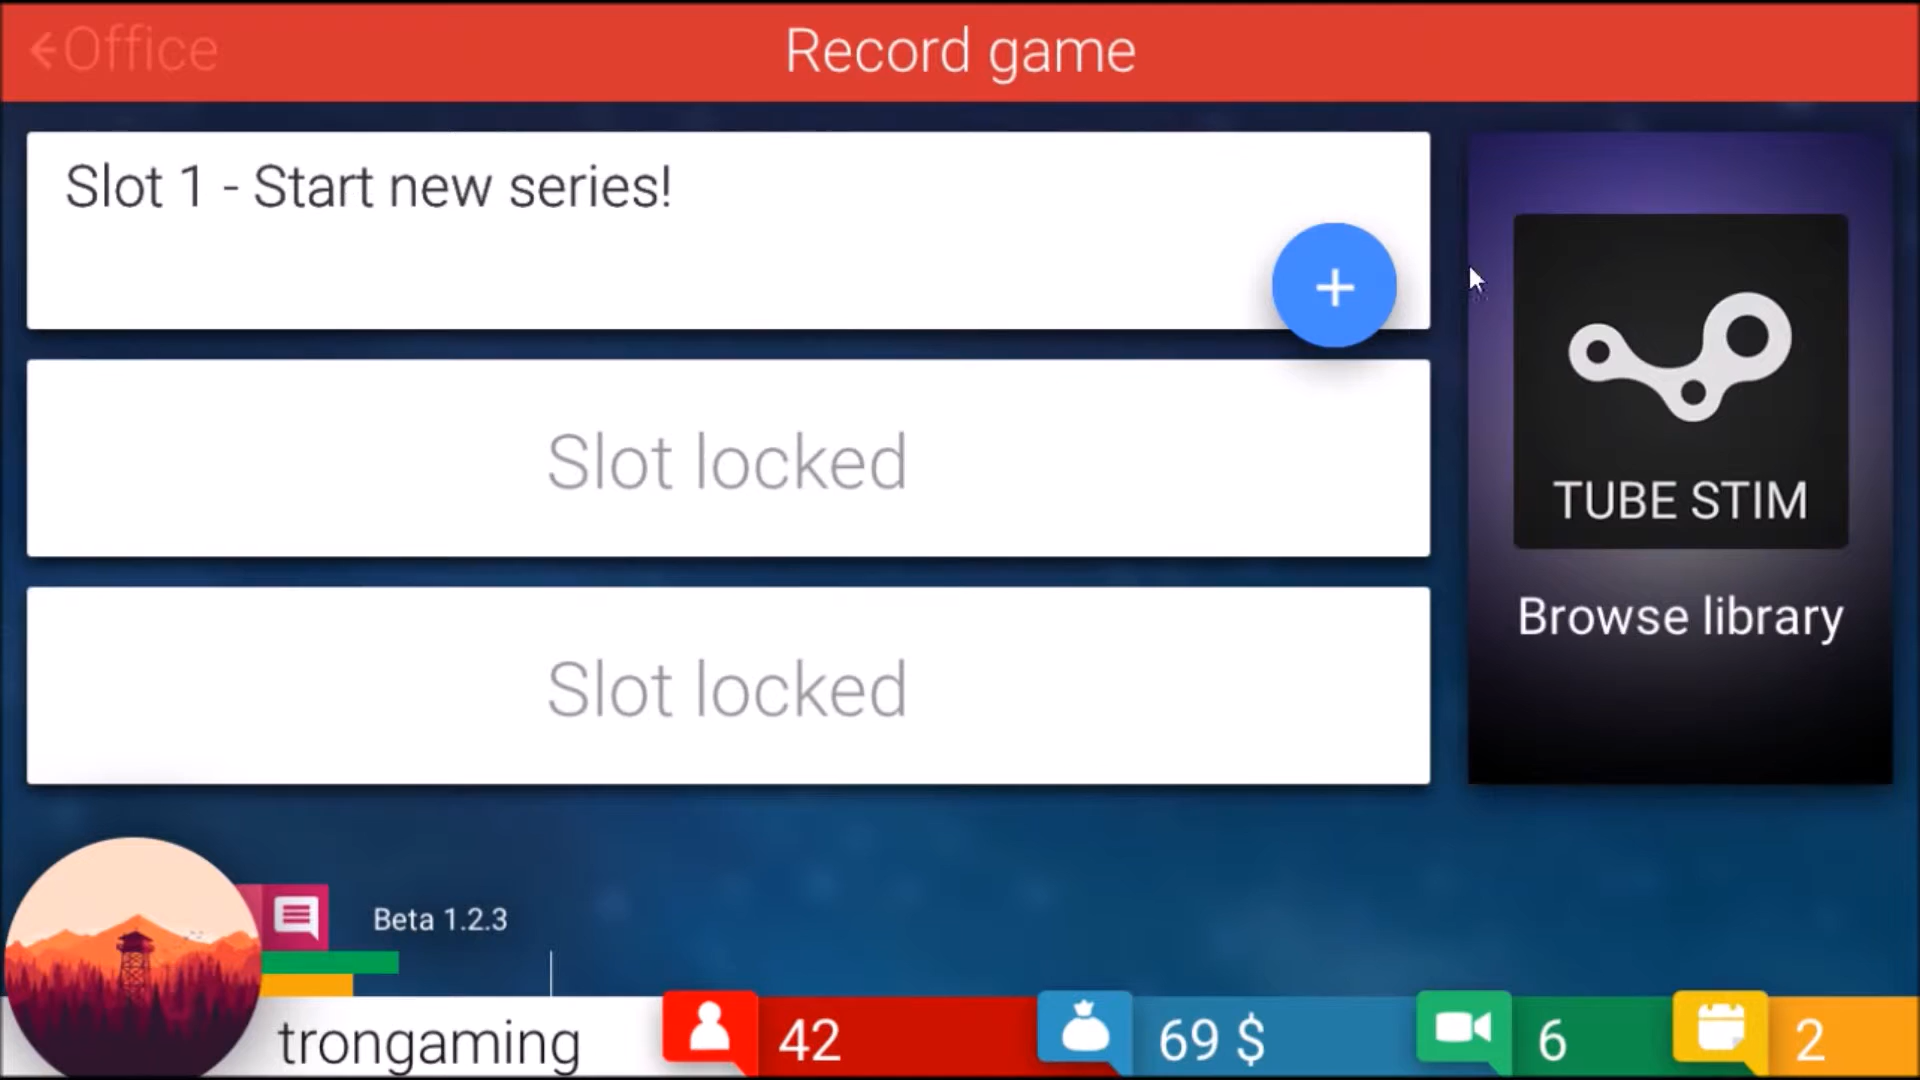 Office
Record game
Slot 1 - Start new series!
Slot locked
Slot locked
TUBE STIM
Browse library
Beta 1.2.3
trongaming
42
69 $
6
2